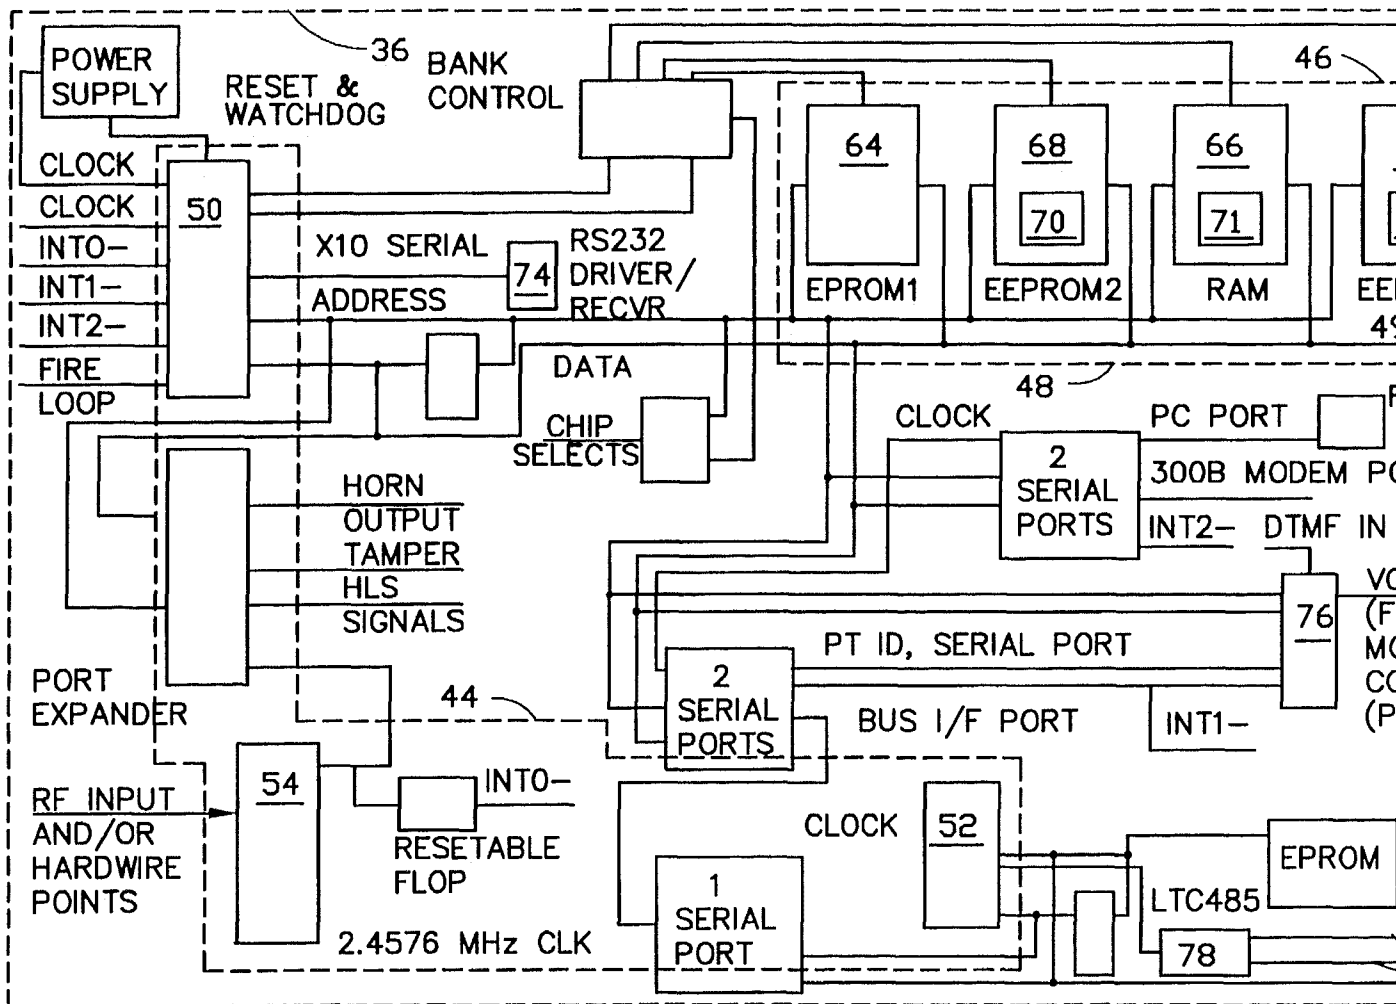 36
POWER
SUPPLY
RESET &
WATCHDOG
BANK
CONTROL
46
CLOCK
CLOCK
INT0-
INT1-
INT2-
FIRE
LOOP
50
X10 SERIAL
74
RS232
DRIVER/
RECVR
ADDRESS
DATA
64
EPROM1
68
70
EEPROM2
66
71
RAM
48
CHIP
SELECTS
CLOCK
2
SERIAL
PORTS
PC PORT
300B MODEM
INT2-
DTMF IN
HORN
OUTPUT
TAMPER
HLS
SIGNALS
76
PT ID, SERIAL PORT
2
SERIAL
PORTS
BUS I/F PORT
INT1-
PORT
EXPANDER
44
54
INT0-
RESETABLE
FLOP
RF INPUT
AND/OR
HARDWIRE
POINTS
CLOCK
52
EPROM
1
SERIAL
PORT
LTC485
78
2.4576 MHz CLK